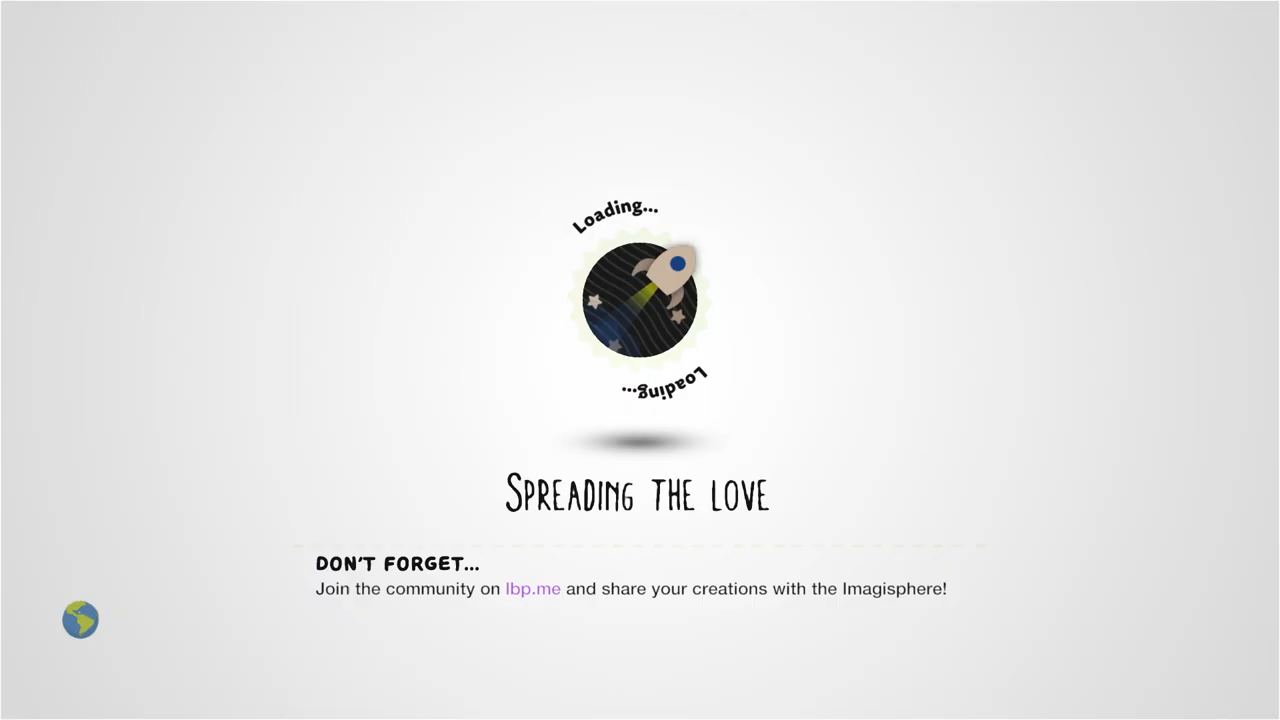 Loading...
Loading...
SPREADING THE LOVE
DON'T FORGET...
Join the community on lbp.me and share your creations with the Imagisphere!